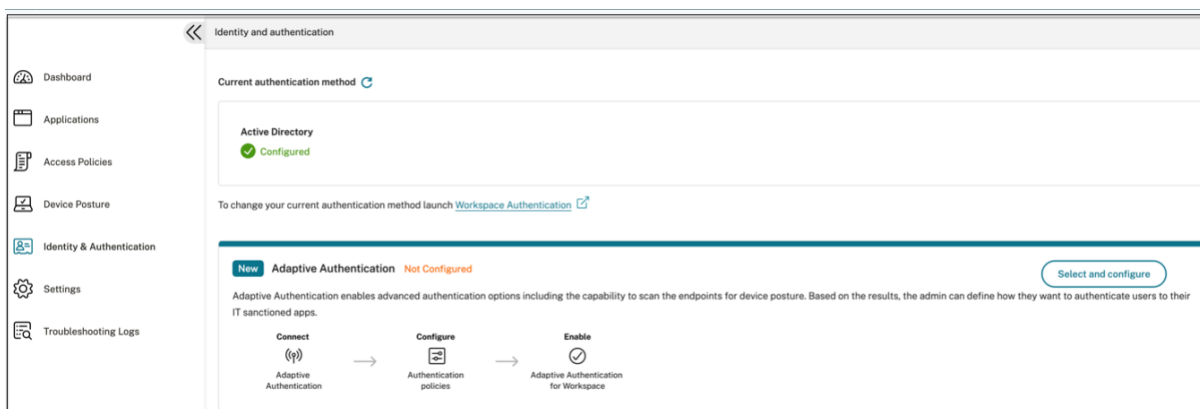 Identity and authentication
Dashboard
Applications
Access Policies
Device Posture
Identity & Authentication
Settings
Troubleshooting Logs
Current authentication method
Active Directory
Configured
To change your current authentication method launch Workspace Authentication
New Adaptive Authentication Not Configured
Select and configure
Adaptive Authentication enables advanced authentication options including the capability to scan the endpoints for device posture. Based on the results, the admin can define how they want to authenticate users to their
IT sanctioned apps.
Connect
Adaptive
Authentication
Configure
Authentication
policies
Enable
Adaptive Authentication
for Workspace